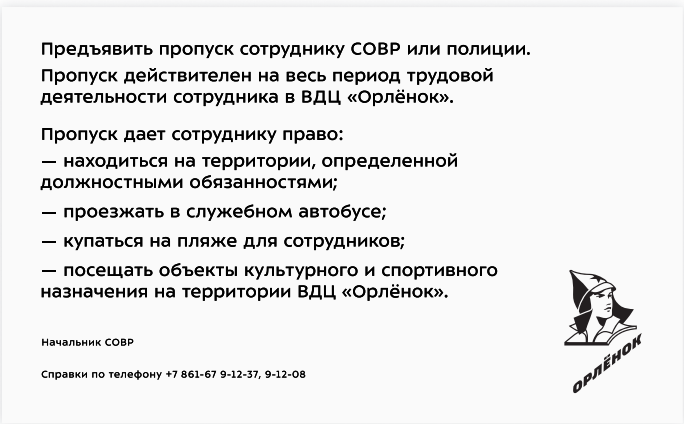 Предъявить пропуск сотруднику СОВР или полиции.
Пропуск действителен на весь период трудовой
деятельности сотрудника в ВДЦ «Орлёнок».
Пропуск дает сотруднику право:
— находиться на территории, определенной
должностными обязанностями;
— проезжать в служебном автобусе;
— купаться на пляже для сотрудников;
— посещать объекты культурного и спортивного
назначения на территории ВДЦ «Орлёнок».
Начальник СОВР
Справки по телефону +7 861-67 9-12-37, 9-12-08
ОРЛЁНОК